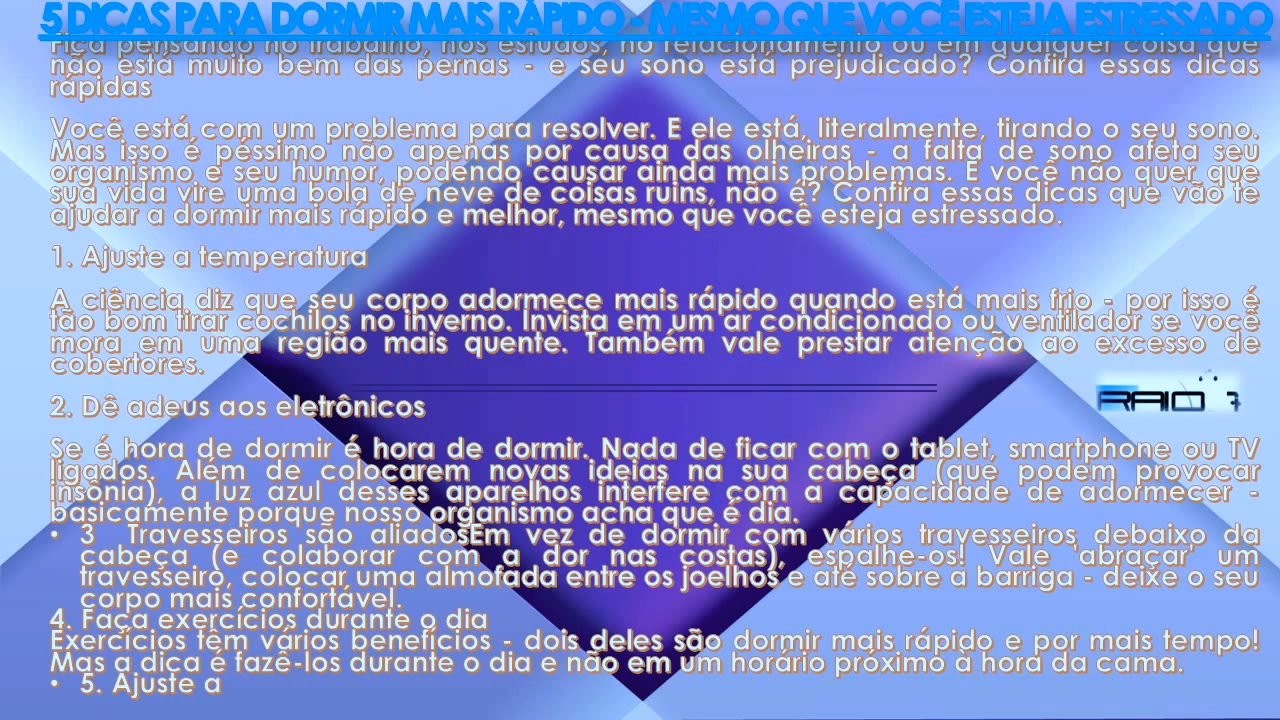 5 DICAS PARA DORMIR MAIS RÁPIDO - MESMO QUE VOCÊ ESTEJA ESTRESSADO
Fica pensando no trabalho, nos estudos, no relacionamento ou em qualquer coisa que
não está muito bem das pernas - e seu sono está prejudicado? Confira essas dicas
rápidas
Você está com um problema para resolver. E ele está, literalmente, tirando o seu sono.
Mas isso é péssimo não apenas por causa das olheiras - a falta de sono afeta seu
organismo e seu humor, podendo causar ainda mais problemas. E você não quer que
sua vida vire uma bola de neve de coisas ruins, não é? Confira essas dicas que vão te
ajudar a dormir mais rápido e melhor, mesmo que você esteja estressado.
1. Ajuste a temperatura
A ciência diz que seu corpo adormece mais rápido quando está mais frio - por isso é
tão bom tirar cochilos no inverno. Invista em um ar condicionado ou ventilador se você
mora em uma região mais quente. Também vale prestar atenção ao excesso de
cobertores.
RAIO
2. Dê adeus aos eletrônicos
Se é hora de dormir é hora de dormir. Nada de ficar com o tablet, smartphone ou TV
ligados. Além de colocarem novas ideias na sua cabeça (que podem provocar
insônia), a luz azul desses aparelhos interfere com a capacidade de adormecer -
basicamente porque nosso organismo acha que é dia.
• 3 Travesseiros são aliadosEm vez de dormir com vários travesseiros debaixo da
cabeça (e colaborar com a dor nas costas), espalhe-os! Vale 'abraçar' um
travesseiro, colocar uma almofada entre os joelhos e até sobre a barriga - deixe o seu
corpo mais confortável.
4. Faça exercícios durante o dia
Exercícios têm vários benefícios - dois deles são dormir mais rápido e por mais tempo!
Mas a dica é fazê-los durante o dia e não em um horário próximo à hora da cama.
• 5. Ajuste a